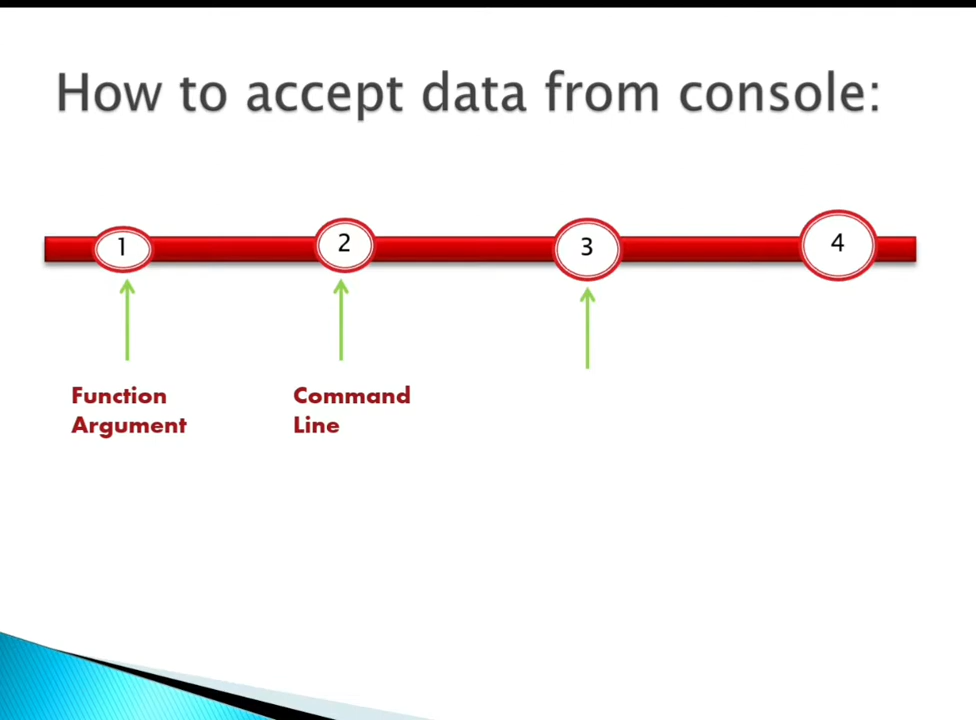 How to accept data from console:
1
2
3
4
Function
Argument
Command
Line